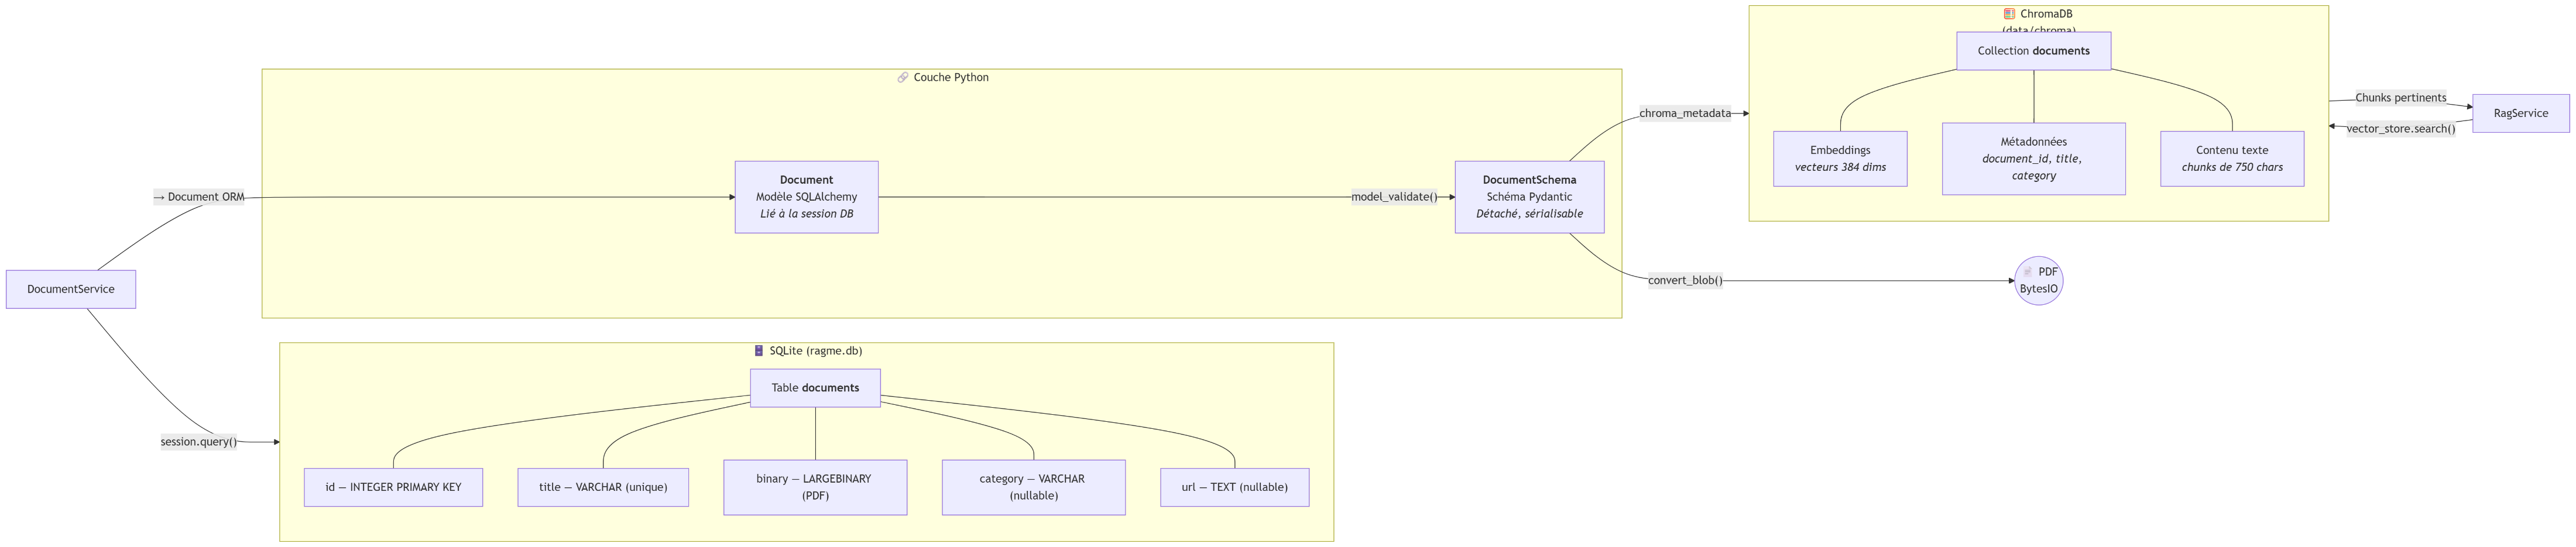 DocumentService
→ Document ORM
session.query()
🔗 Couche Python
Document
Modèle SQLAlchemy
Lié à la session DB
model_validate()
DocumentSchema
Schéma Pydantic
Détaché, sérialisable
🗄️ SQLite (ragme.db)
Table documents
id — INTEGER PRIMARY KEY
title — VARCHAR (unique)
binary — LARGEBINARY
(PDF)
category — VARCHAR
(nullable)
url — TEXT (nullable)
chroma_metadata
convert_blob()
🧮 ChromaDB
(data/chroma)
Collection documents
Embeddings
vecteurs 384 dims
Métadonnées
document_id, title,
category
Contenu texte
chunks de 750 chars
📄 PDF
BytesIO
Chunks pertinents
vector_store.search()
RagService